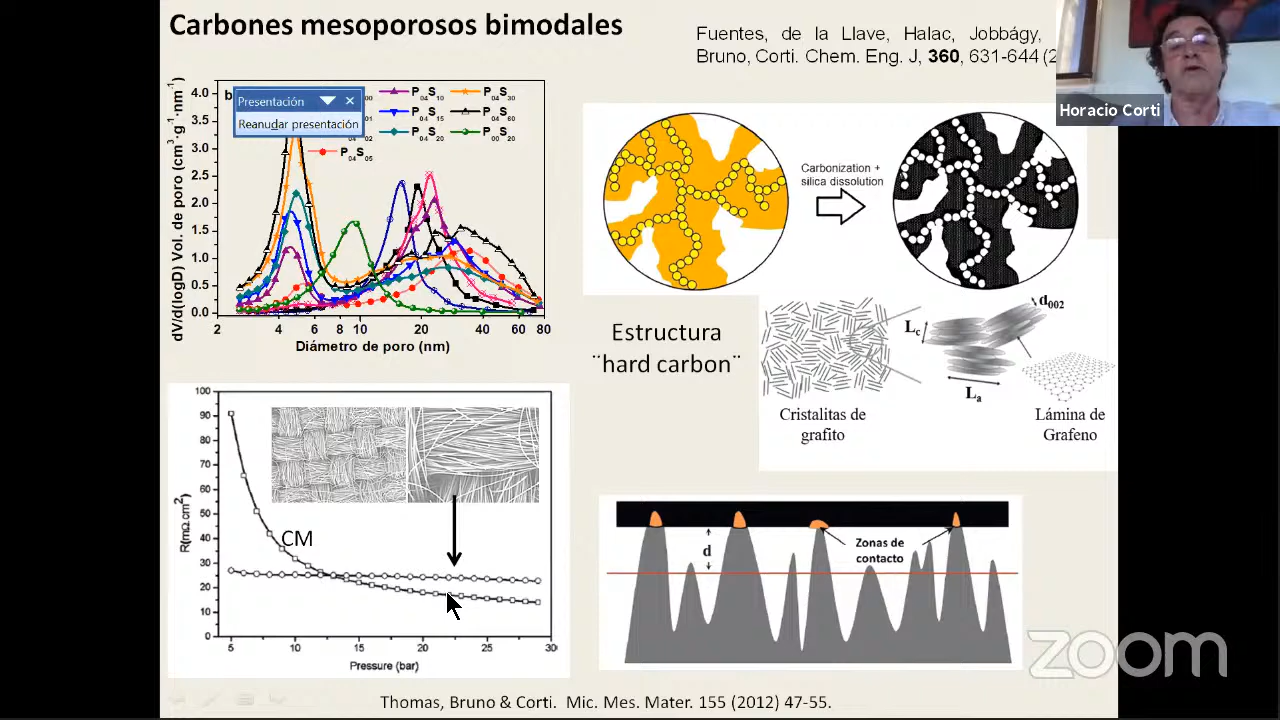 Carbones mesoporosos bimodales
Fuentes, de la Llave, Halac, Jobbágy,
Bruno, Corti. Chem. Eng. J, 360, 631-644 (2
Horacio Corti
dV/d(logD) Vol. de poro (cm³·g⁻¹·nm⁻¹)
4.0
3.5
3.0
2.5
2.0
1.5
1.0
0.5
0.0
2 4 6 8 10 20 40 60 80
Diámetro de poro (nm)
b
Presentación
Reanudar presentación
P04S10 P04S30
P04S15 P04S60
P04S20 P00S20
P04S05
Carbonization +
silica dissolution
Estructura
¨hard carbon¨
Lc
d002
La
Cristalitas de
grafito
Lámina de
Grafeno
R(mΩ.cm²)
100
90
80
70
60
50
40
30
20
10
0
5 10 15 20 25 30
Pressure (bar)
CM
d
Zonas de
contacto
zoom
Thomas, Bruno & Corti. Mic. Mes. Mater. 155 (2012) 47-55.